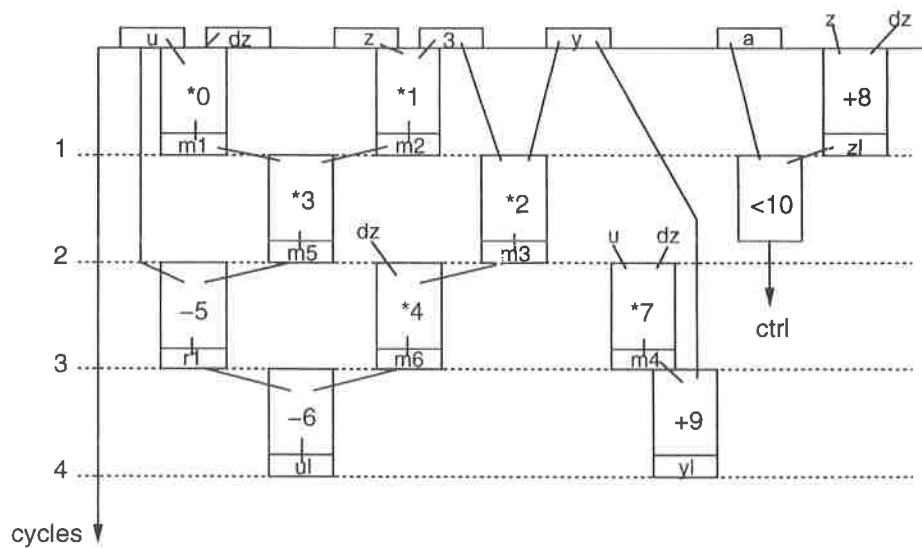 u dz z 3 y a z dz
*0 *1 +8
m1 m2 zl
1
*3 *2 <10
dz u dz
m5 m3
2
–5 *4 *7 ctrl
r1 m6 m4
3
–6 +9
ul yl
4
cycles